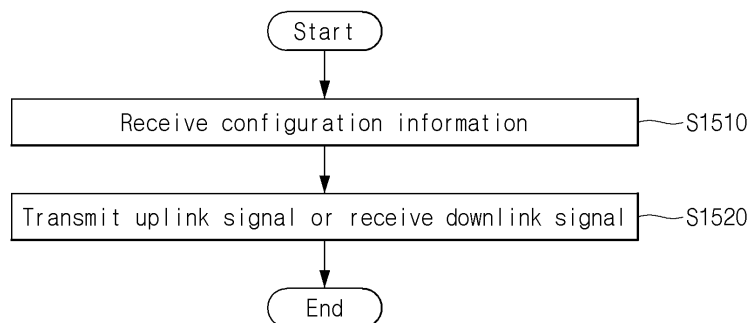 Start
Receive configuration information
S1510
Transmit uplink signal or receive downlink signal
S1520
End